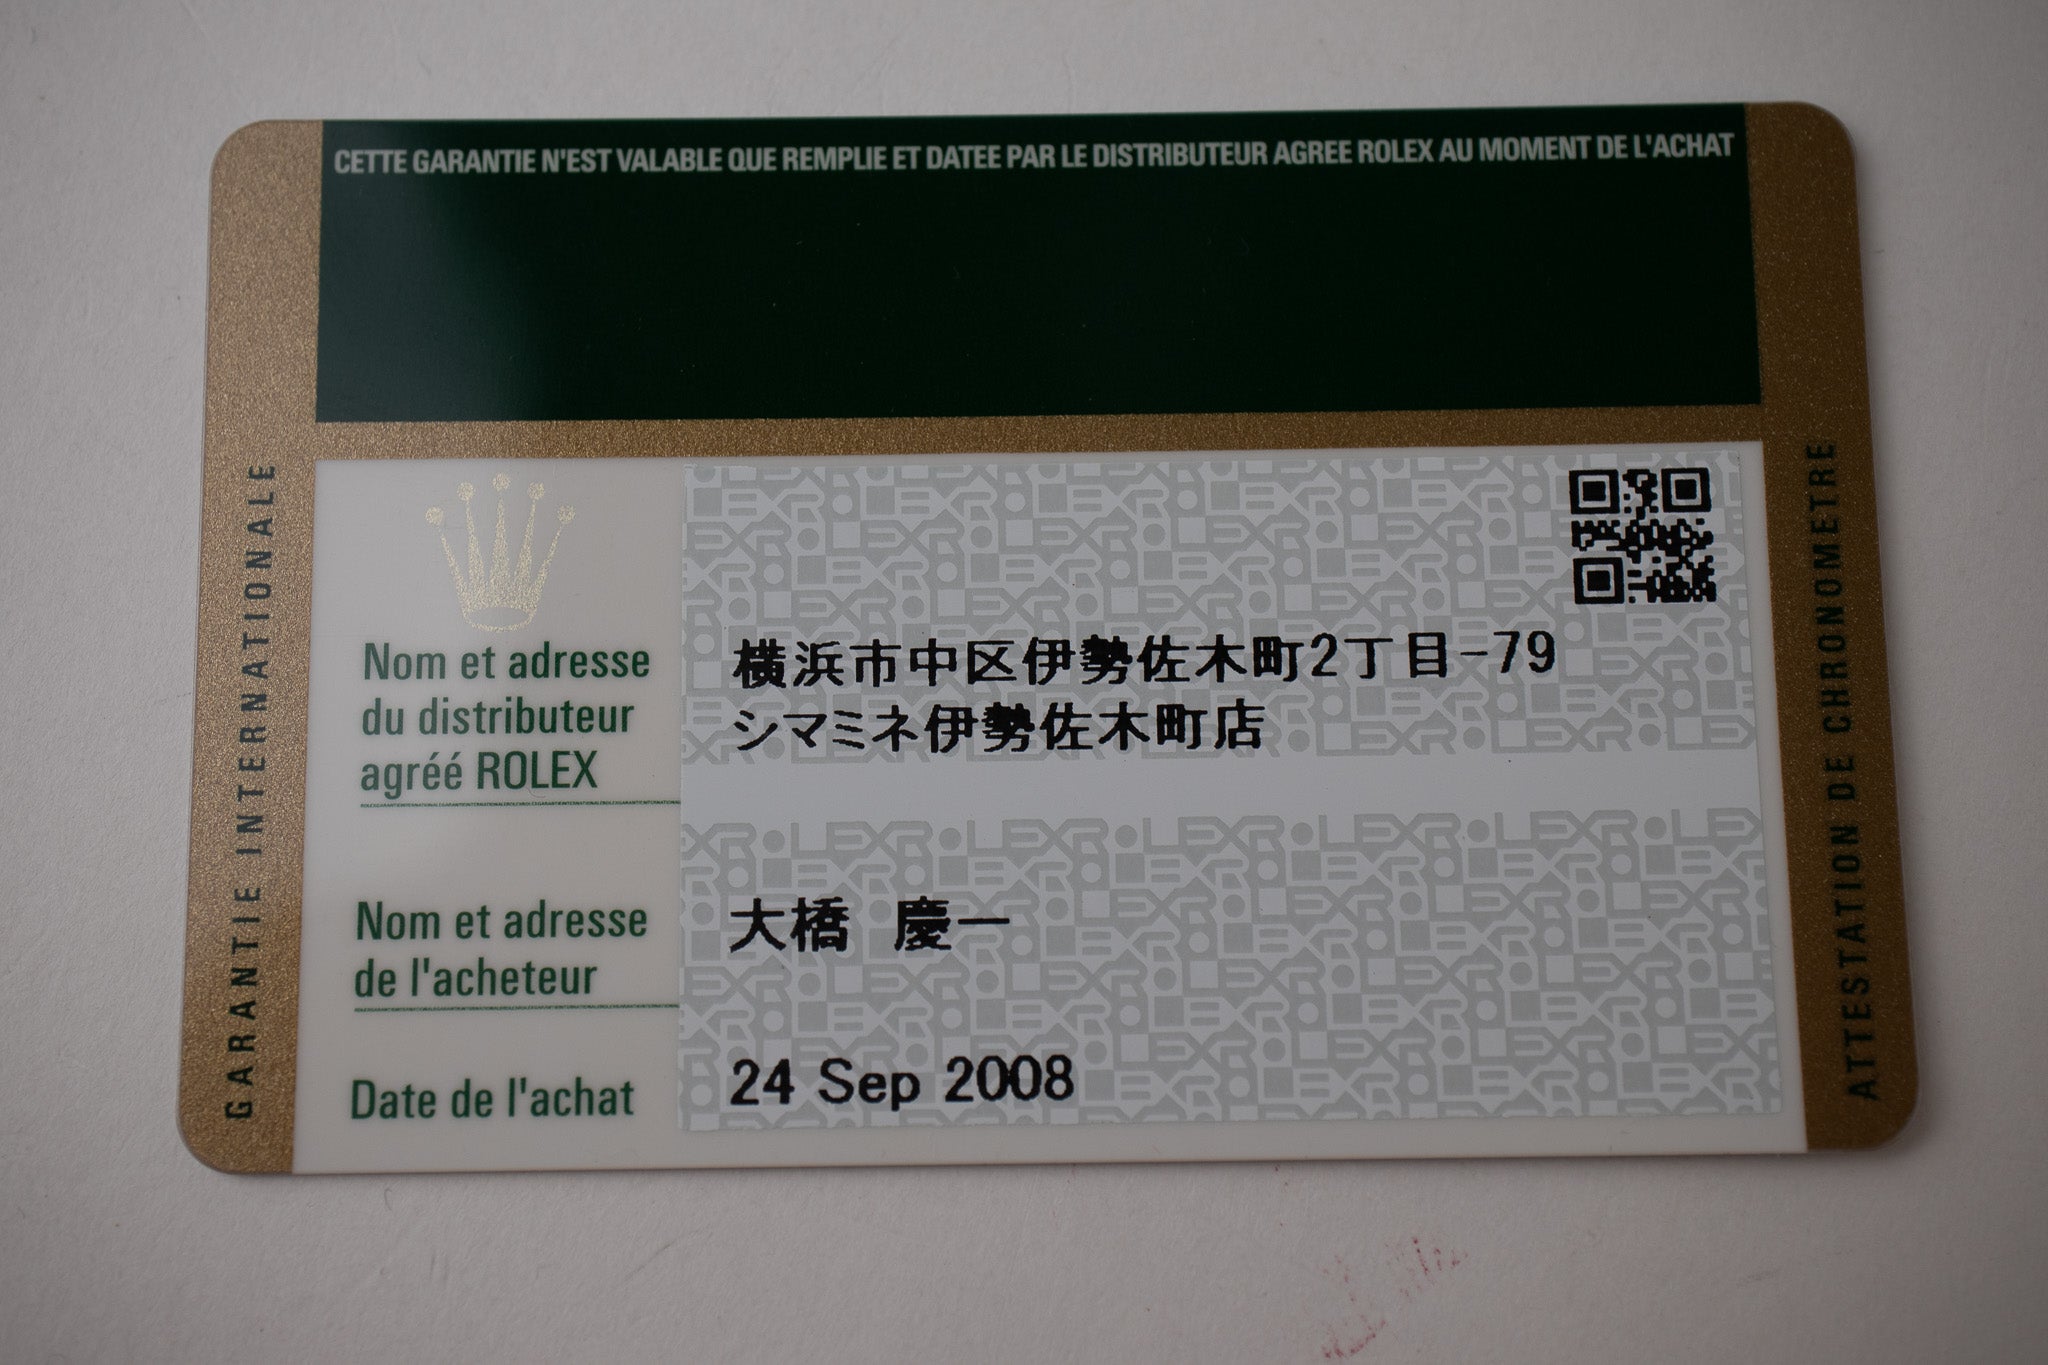 CETTE GARANTIE N'EST VALABLE QUE REMPLIE ET DATEE PAR LE DISTRIBUTEUR AGREE ROLEX AU MOMENT DE L'ACHAT
GARANTIE INTERNATIONALE
Nom et adresse
du distributeur
agréé ROLEX
横浜市中区伊勢佐木町2丁目-79
シマミネ伊勢佐木町店
Nom et adresse
de l'acheteur
大橋 慶一
Date de l'achat
24 Sep 2008
ATTESTATION DE CHRONOMETRE